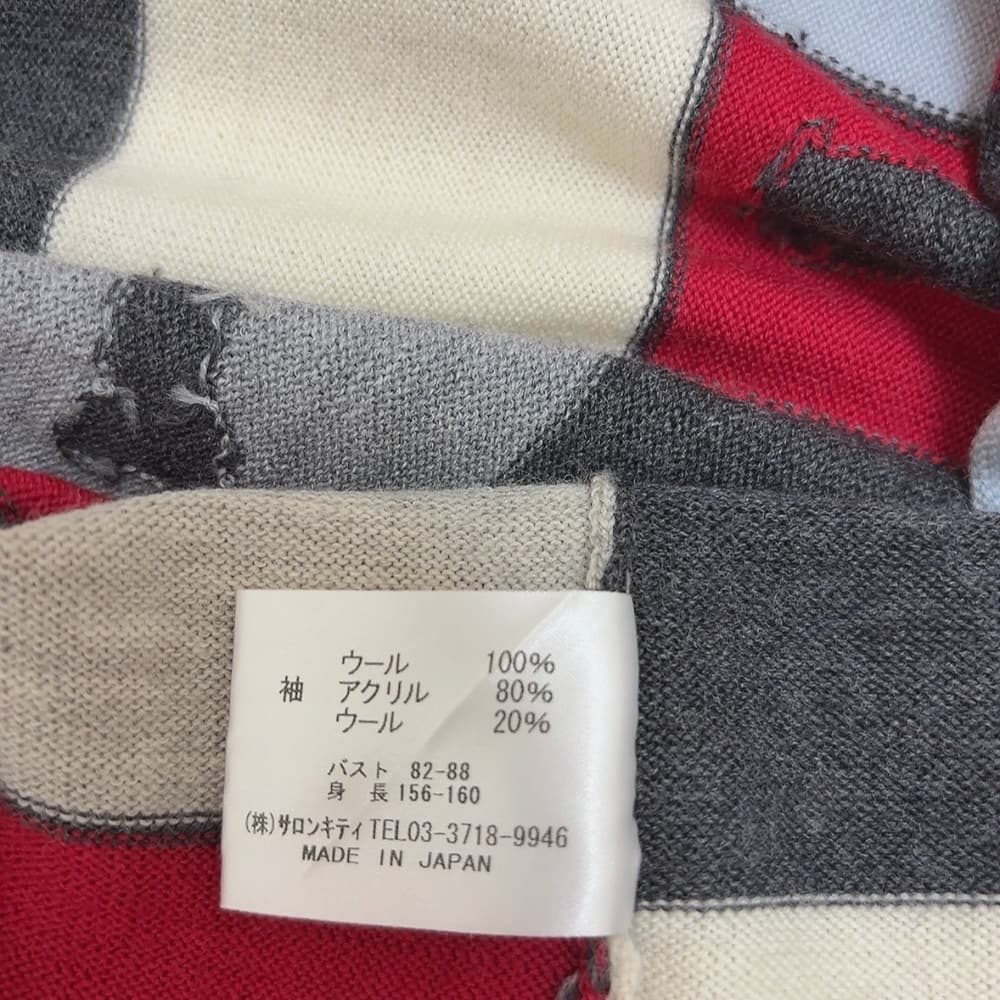 ウール 100%
袖 アクリル 80%
ウール 20%
バスト 82-88
身 長 156-160
(株)サロンキティ TEL03-3718-9946
MADE IN JAPAN